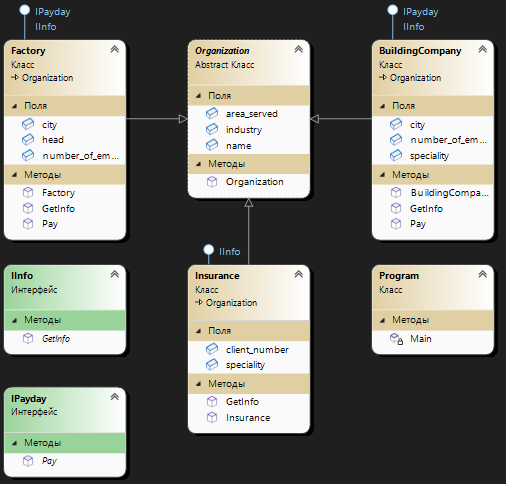 IPayday
IInfo
Factory
Класс
Organization
Поля
city
head
number_of_em...
Методы
Factory
GetInfo
Pay
Organization
Abstract Класс
Поля
area_served
industry
name
Методы
Organization
IPayday
IInfo
BuildingCompany
Класс
Organization
Поля
city
number_of_em...
speciality
Методы
BuildingCompa...
GetInfo
Pay
IInfo
Интерфейс
Методы
GetInfo
IInfo
Insurance
Класс
Organization
Поля
client_number
speciality
Методы
GetInfo
Insurance
Program
Класс
Методы
Main
IPayday
Интерфейс
Методы
Pay